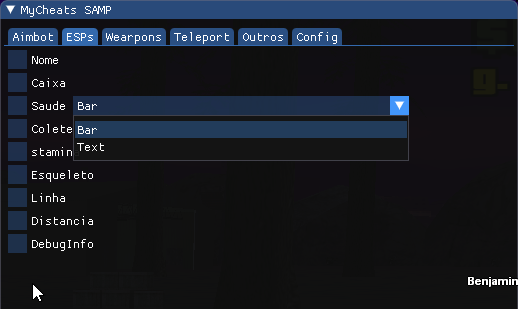 MyCheats SAMP
Aimbot ESPs Wearpons Teleport Outros Config
Nome
Caixa
Saude Bar
Colete Bar
stamin Text
Esqueleto
Linha
Distancia
DebugInfo
Benjamin